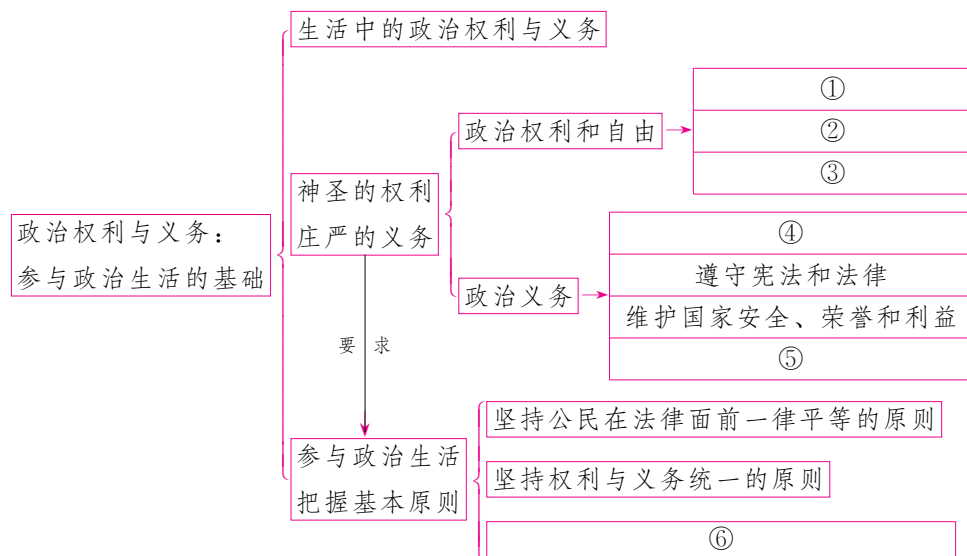 生活中的政治权利与义务
①
政治权利和自由
②
③
神圣的权利
庄严的义务
政治权利与义务：
参与政治生活的基础
④
遵守宪法和法律
政治义务
维护国家安全、荣誉和利益
⑤
要求
坚持公民在法律面前一律平等的原则
参与政治生活
把握基本原则
坚持权利与义务统一的原则
⑥